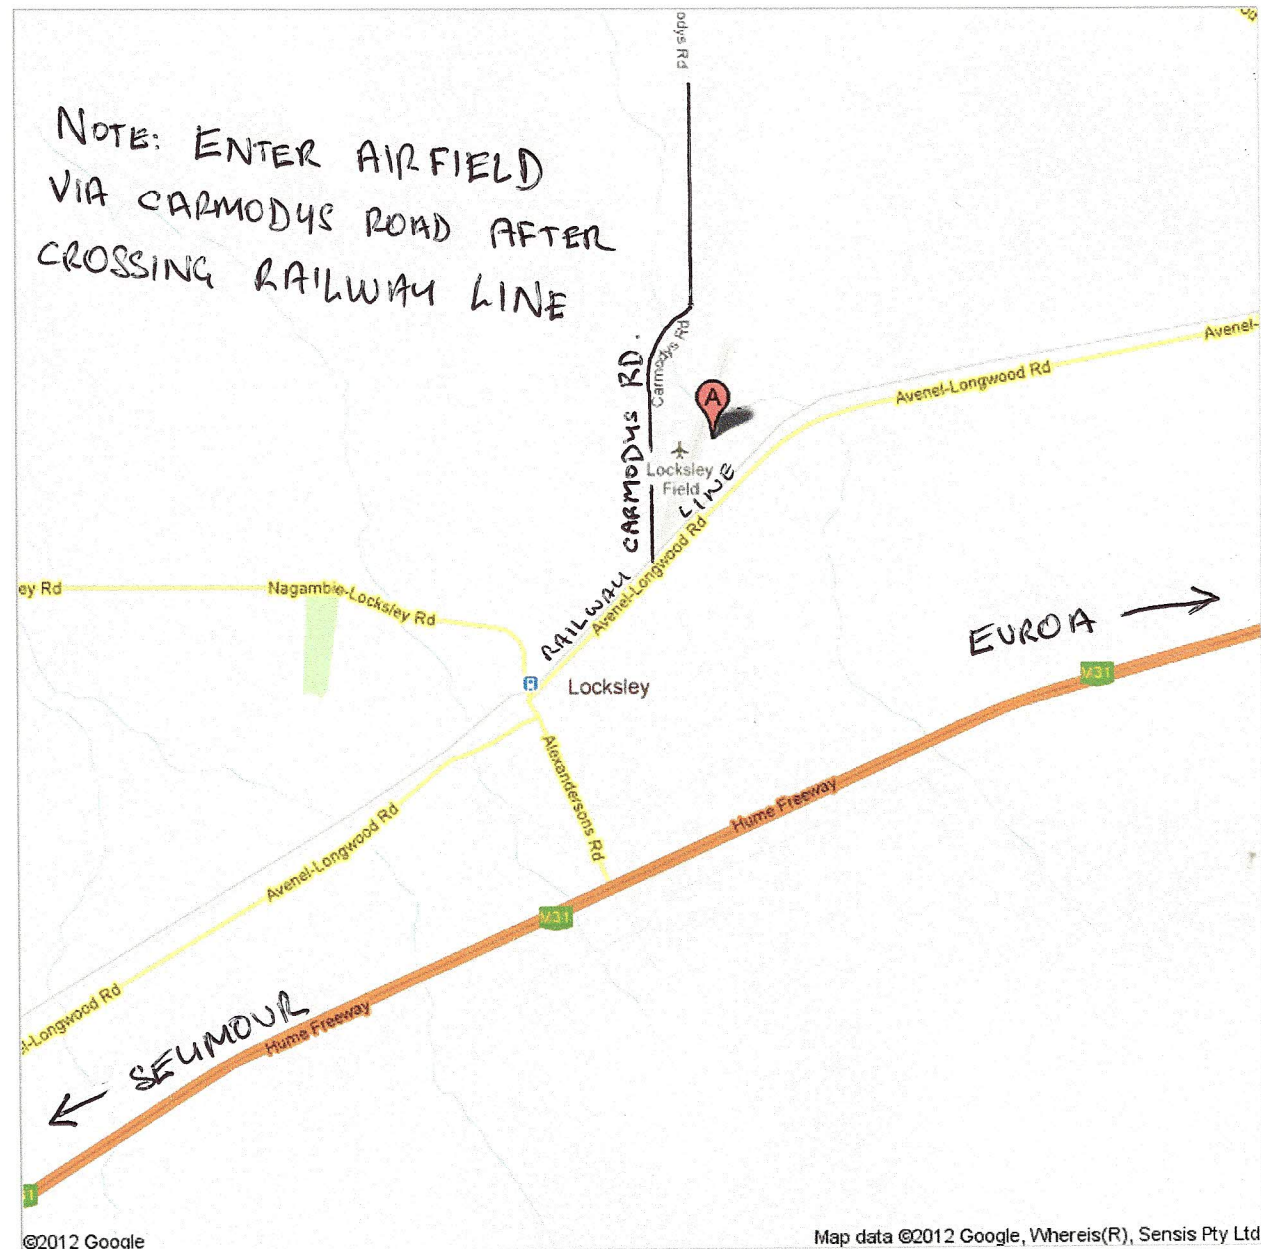 odys Rd
NOTE: ENTER AIRFIELD
VIA CARMODYS ROAD AFTER
CROSSING RAILWAY LINE
Carmodys Rd
CARMODYS RD.
A
Avenel-
Avenel-Longwood Rd
Locksley
Field
RAILWAY LINE
Avenel-Longwood Rd
ey Rd
Nagambie-Locksley Rd
EUROA
M31
Locksley
Alexandersons Rd
Hume Freeway
Avenel-Longwood Rd
M31
l-Longwood Rd
SEYMOUR
Hume Freeway
31
©2012 Google
Map data ©2012 Google, Whereis(R), Sensis Pty Ltd